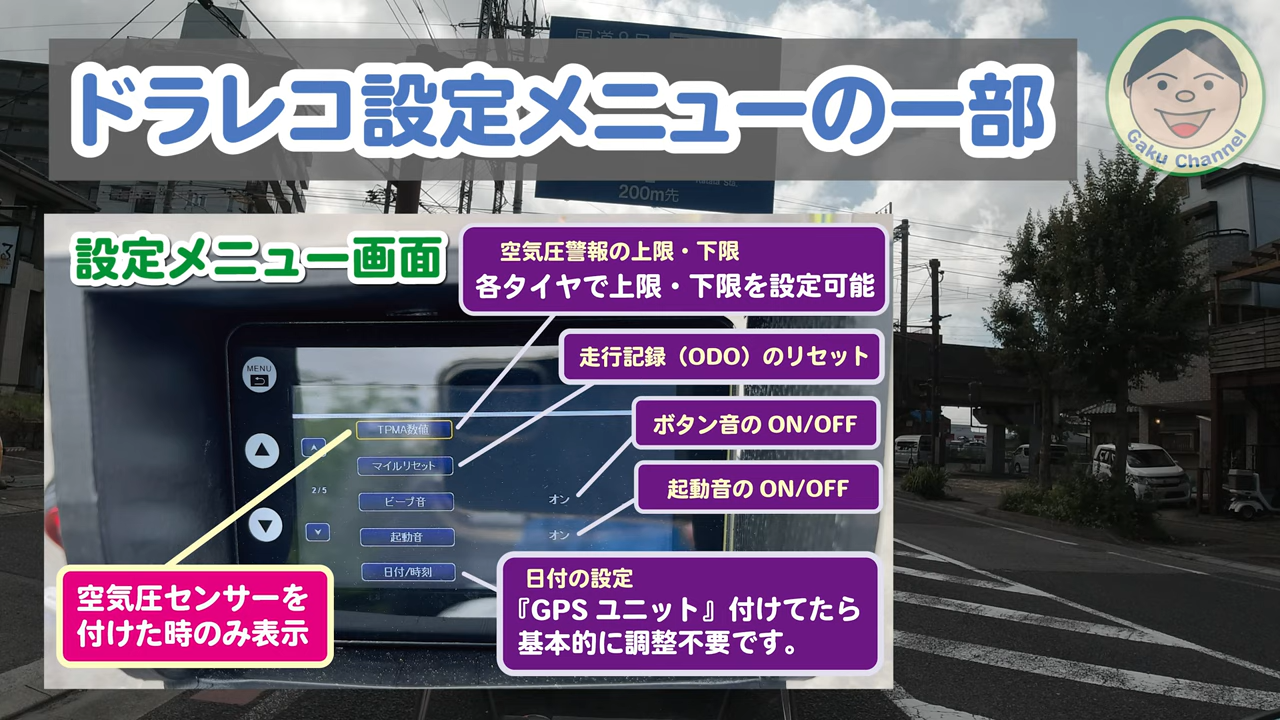 ドラレコ設定メニューの一部
Gaku Channel
200m先
設定メニュー画面
空気圧警報の上限・下限
各タイヤで上限・下限を設定可能
走行記録（ODO）のリセット
ボタン音の ON/OFF
起動音の ON/OFF
日付の設定
『GPS ユニット』付けてたら
基本的に調整不要です。
MENU
TPMA数値
マイルリセット
2/5
ビープ音
オン
起動音
オン
日付/時刻
空気圧センサーを
付けた時のみ表示